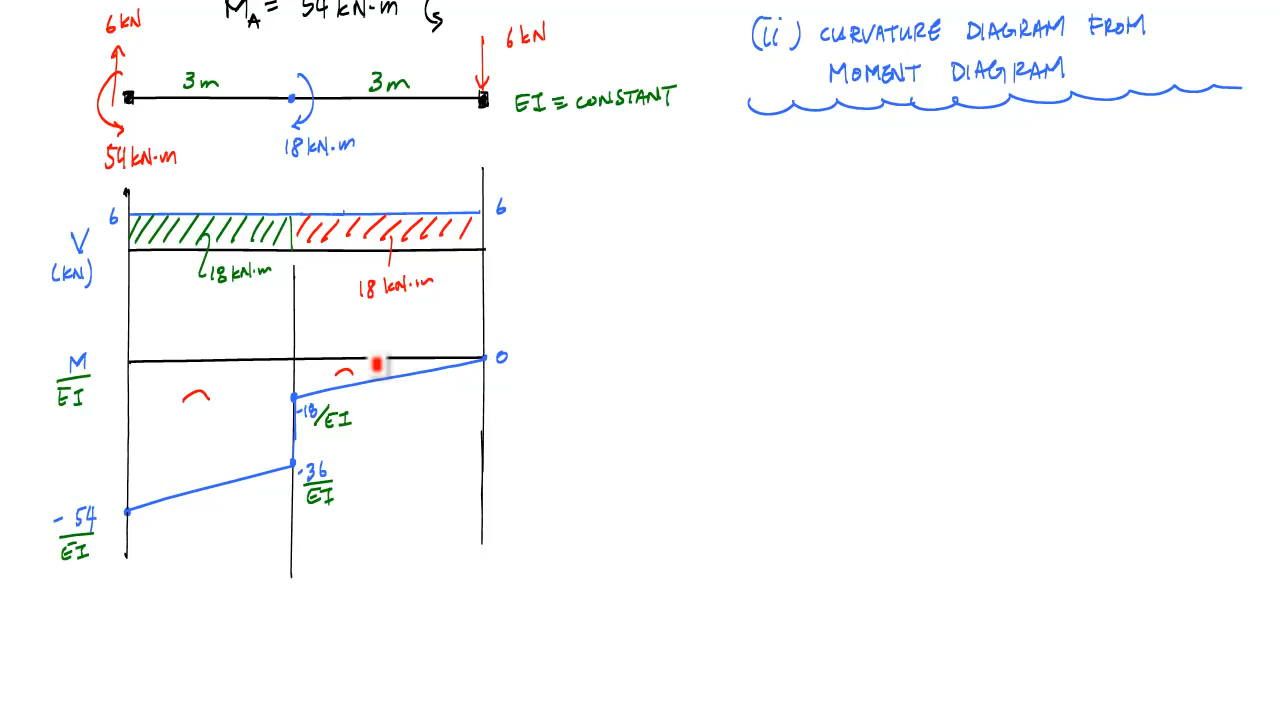 M_A = 54 kN·m
6 kN
6 kN
3 m
3 m
EI ≡ CONSTANT
54 kN·m
18 kN·m
(ii) CURVATURE DIAGRAM FROM
MOMENT DIAGRAM
6
6
V
(kN)
18 kN·m
18 kN·m
M/EI
0
-18/EI
-36/EI
-54/EI